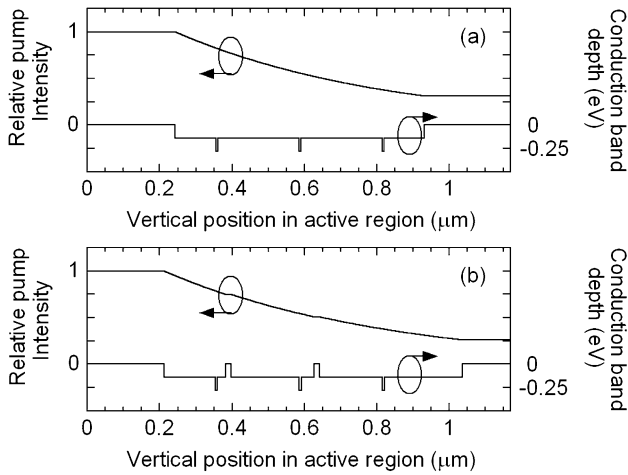 Relative pump
Intensity
1
0
(a)
0
-0.25
Conduction band
depth (eV)
0
0.2
0.4
0.6
0.8
1
Vertical position in active region (μm)
Relative pump
Intensity
1
0
(b)
0
-0.25
Conduction band
depth (eV)
0
0.2
0.4
0.6
0.8
1
Vertical position in active region (μm)